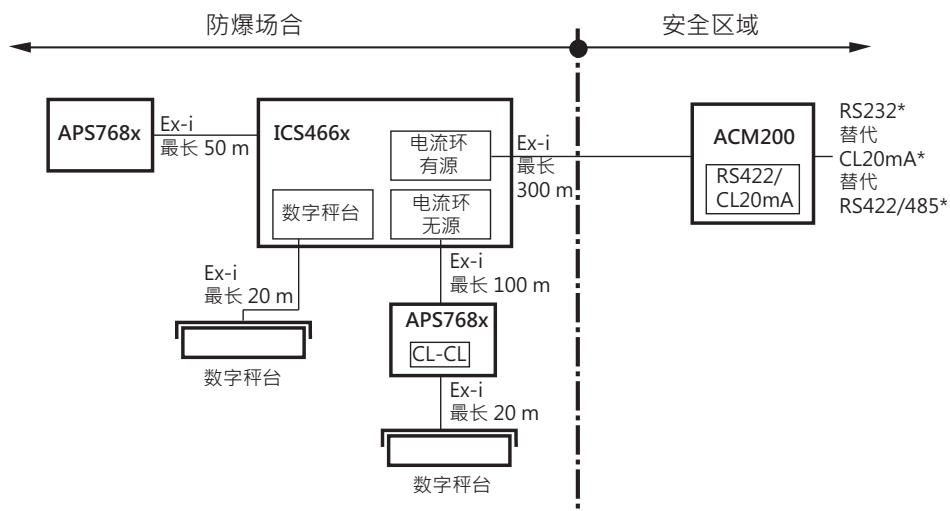 防爆场合
安全区域
APS768x
Ex-i
最长 50 m
ICS466x
电流环
有源
数字秤台
电流环
无源
Ex-i
最长
300 m
ACM200
RS422/
CL20mA
RS232*
替代
CL20mA*
替代
RS422/485*
Ex-i
最长 20 m
数字秤台
Ex-i
最长 100 m
APS768x
CL-CL
Ex-i
最长 20 m
数字秤台